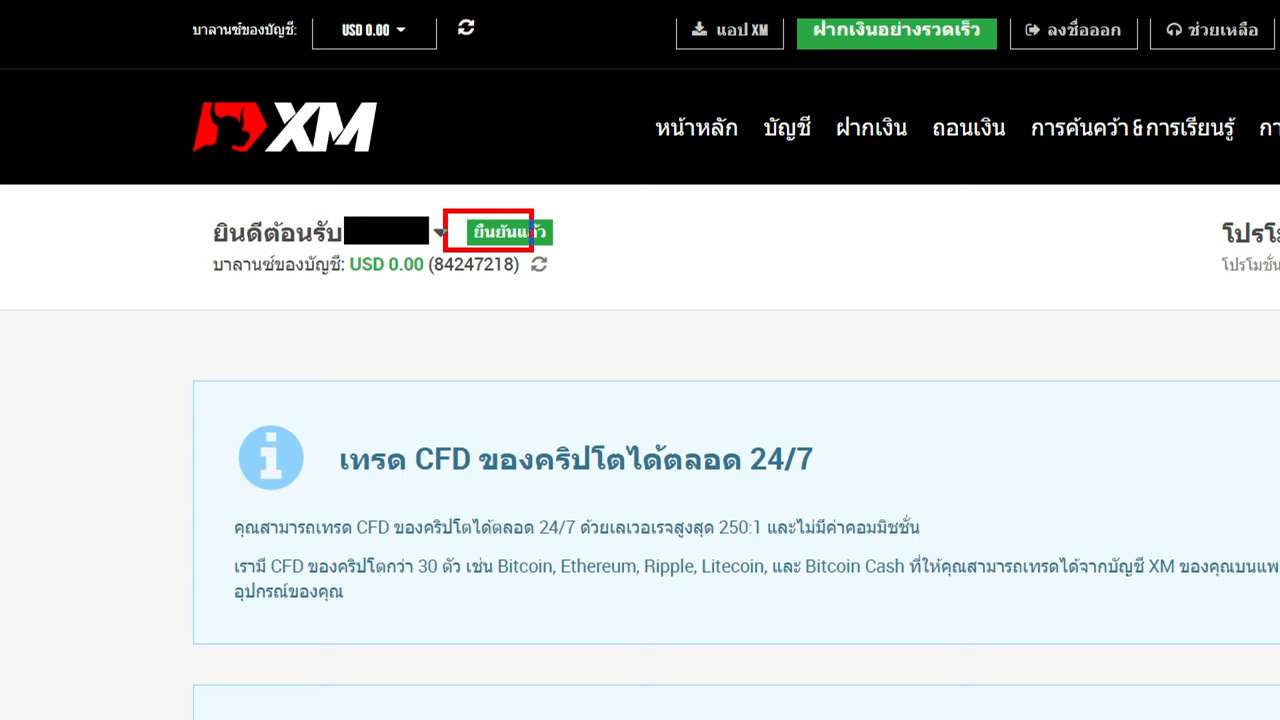 บาลานซ์ของบัญชี: USD 0.00 แอป XM ฝากเงินอย่างรวดเร็ว ลงชื่อออก ช่วยเหลือ
XM หน้าหลัก บัญชี ฝากเงิน ถอนเงิน การค้นคว้า & การเรียนรู้
ยินดีต้อนรับ ยืนยันแล้ว
บาลานซ์ของบัญชี: USD 0.00 (84247218)
โปรโมชั่น
เทรด CFD ของคริปโตได้ตลอด 24/7
คุณสามารถเทรด CFD ของคริปโตได้ตลอด 24/7 ด้วยเลเวอเรจสูงสุด 250:1 และไม่มีค่าคอมมิชชั่น
เรามี CFD ของคริปโตกว่า 30 ตัว เช่น Bitcoin, Ethereum, Ripple, Litecoin, และ Bitcoin Cash ที่ให้คุณสามารถเทรดได้จากบัญชี XM ของคุณบนแพ
อุปกรณ์ของคุณ